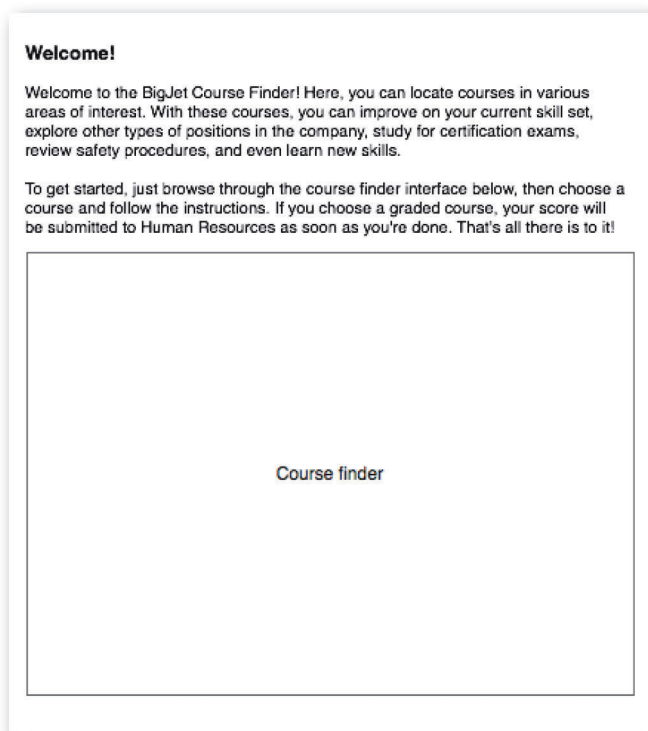 Welcome!
Welcome to the BigJet Course Finder! Here, you can locate courses in various
areas of interest. With these courses, you can improve on your current skill set,
explore other types of positions in the company, study for certification exams,
review safety procedures, and even learn new skills.
To get started, just browse through the course finder interface below, then choose a
course and follow the instructions. If you choose a graded course, your score will
be submitted to Human Resources as soon as you're done. That's all there is to it!
Course finder